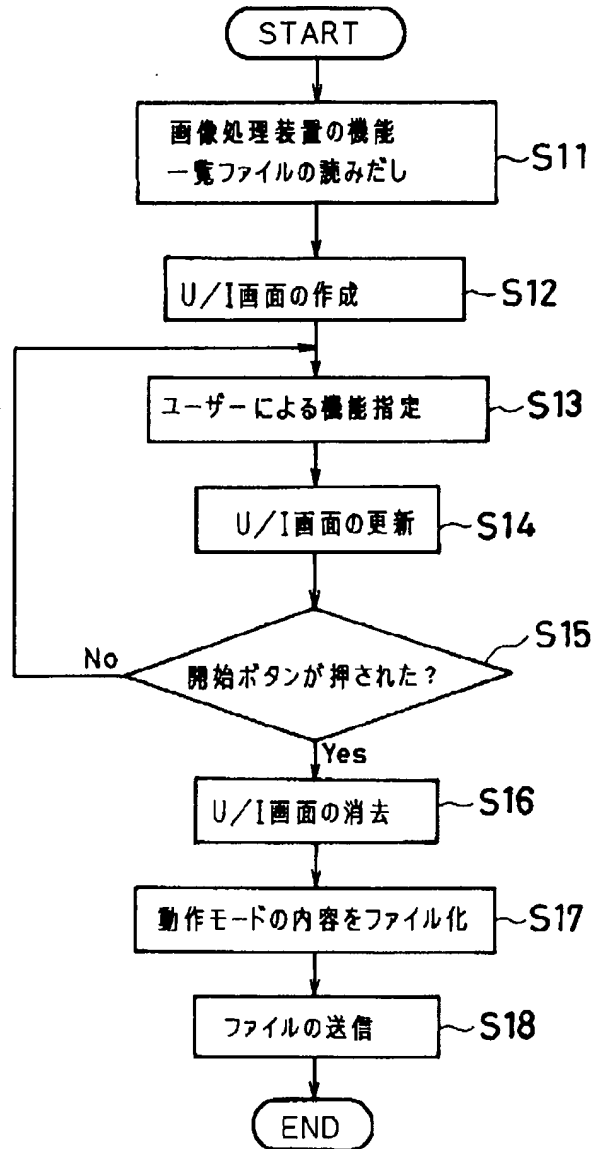 START
画像処理装置の機能
一覧ファイルの読みだし
S11
U/I画面の作成
S12
ユーザーによる機能指定
S13
U/I画面の更新
S14
S15
No
開始ボタンが押された?
Yes
U/I画面の消去
S16
動作モードの内容をファイル化
S17
ファイルの送信
S18
END